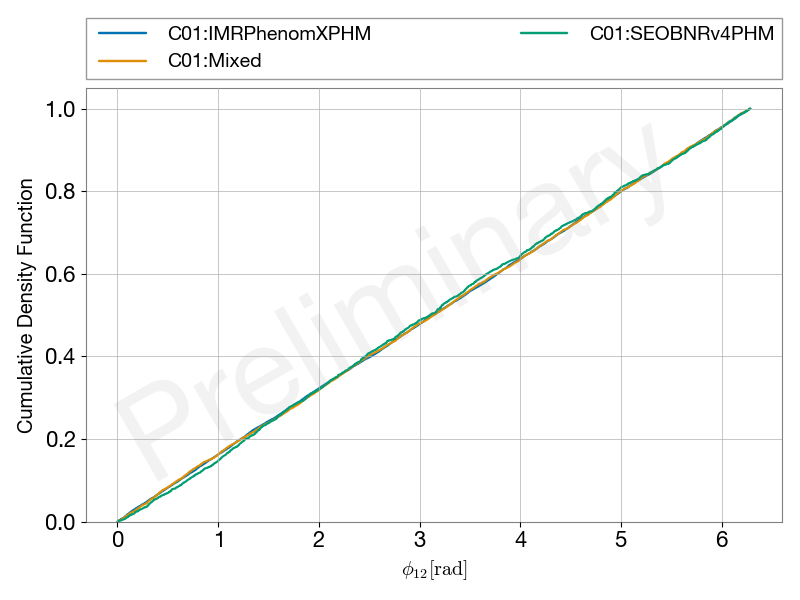 C01:IMRPhenomXPHM
C01:Mixed
C01:SEOBNRv4PHM
Preliminary
Cumulative Density Function
1.0
0.8
0.6
0.4
0.2
0.0
0 1 2 3 4 5 6
ϕ₁₂[rad]